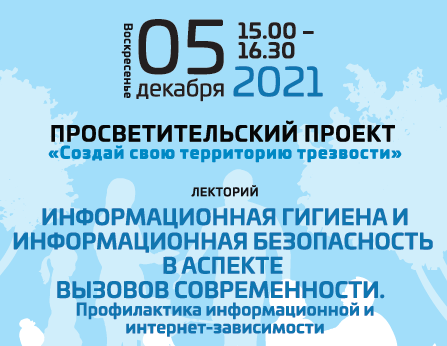 Воскресенье
05
декабря
15.00 –
16.30
2021
ПРОСВЕТИТЕЛЬСКИЙ ПРОЕКТ
«Создай свою территорию трезвости»
ЛЕКТОРИЙ
ИНФОРМАЦИОННАЯ ГИГИЕНА И
ИНФОРМАЦИОННАЯ БЕЗОПАСНОСТЬ
В АСПЕКТЕ
ВЫЗОВОВ СОВРЕМЕННОСТИ.
Профилактика информационной и
интернет-зависимости